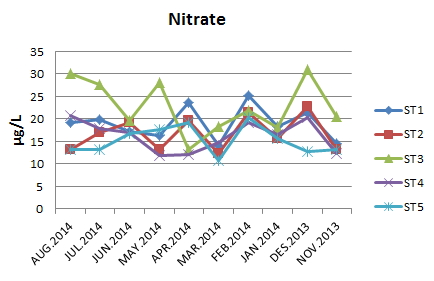 Nitrate
µg/L
35
30
25
20
15
10
5
0
AUG.2014
JUL.2014
JUN.2014
MAY.2014
APR.2014
MAR.2014
FEB.2014
JAN.2014
DES.2013
NOV.2013
ST1
ST2
ST3
ST4
ST5